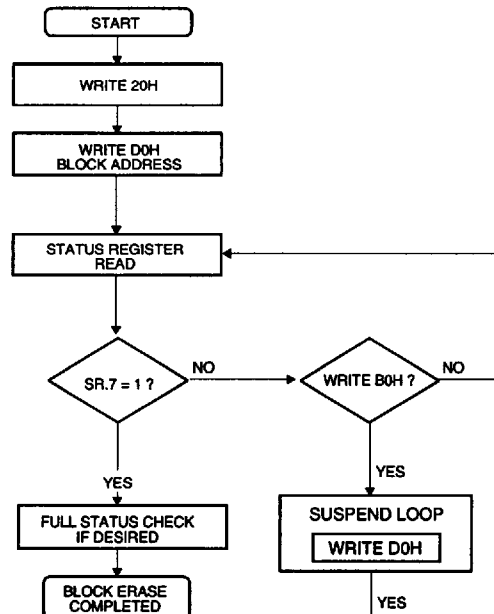 START
WRITE 20H
WRITE D0H
BLOCK ADDRESS
STATUS REGISTER
READ
SR.7 = 1 ?
NO
WRITE B0H ?
NO
YES
YES
FULL STATUS CHECK
IF DESIRED
SUSPEND LOOP
WRITE D0H
BLOCK ERASE
COMPLETED
YES